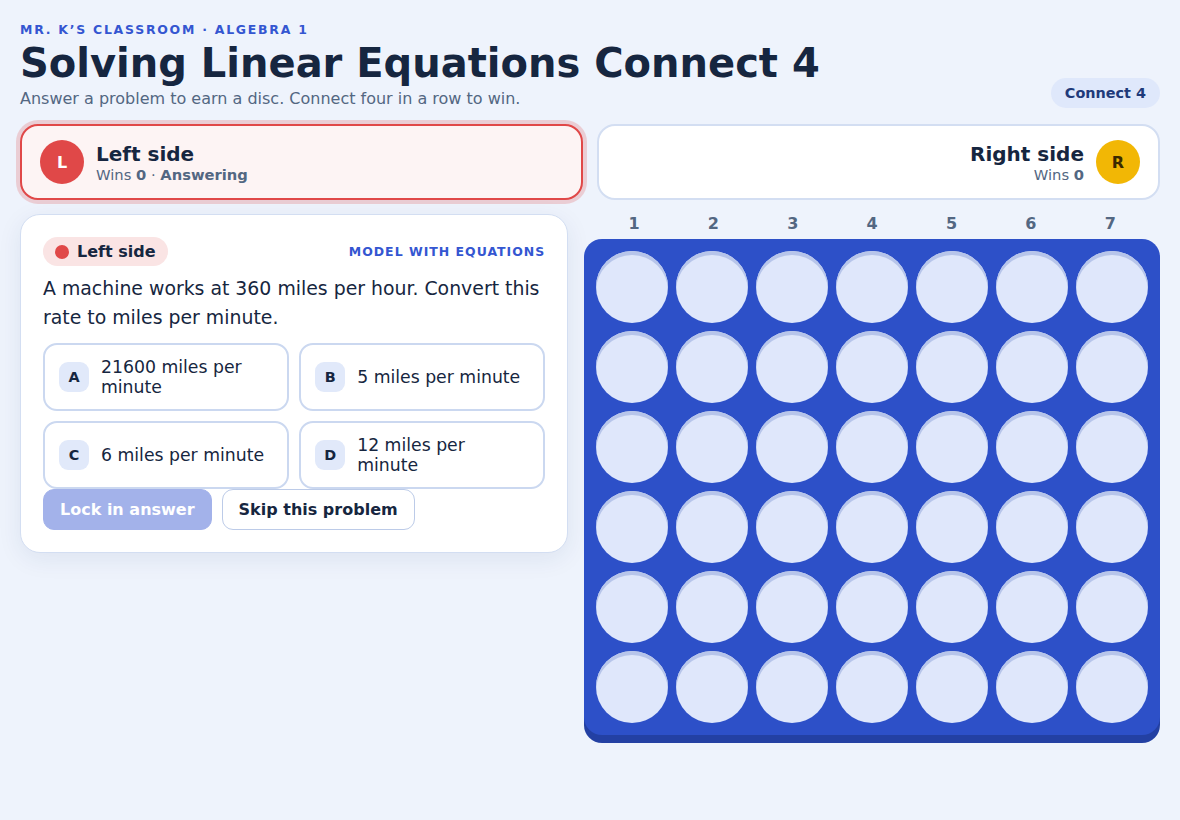 MR. K’S CLASSROOM · ALGEBRA 1
Solving Linear Equations Connect 4
Answer a problem to earn a disc. Connect four in a row to win.
Connect 4
L
Left side
Wins 0 · Answering
Right side
Wins 0
R
Left side
MODEL WITH EQUATIONS
A machine works at 360 miles per hour. Convert this
rate to miles per minute.
A
21600 miles per
minute
B
5 miles per minute
C
6 miles per minute
D
12 miles per
minute
Lock in answer
Skip this problem
1 2 3 4 5 6 7